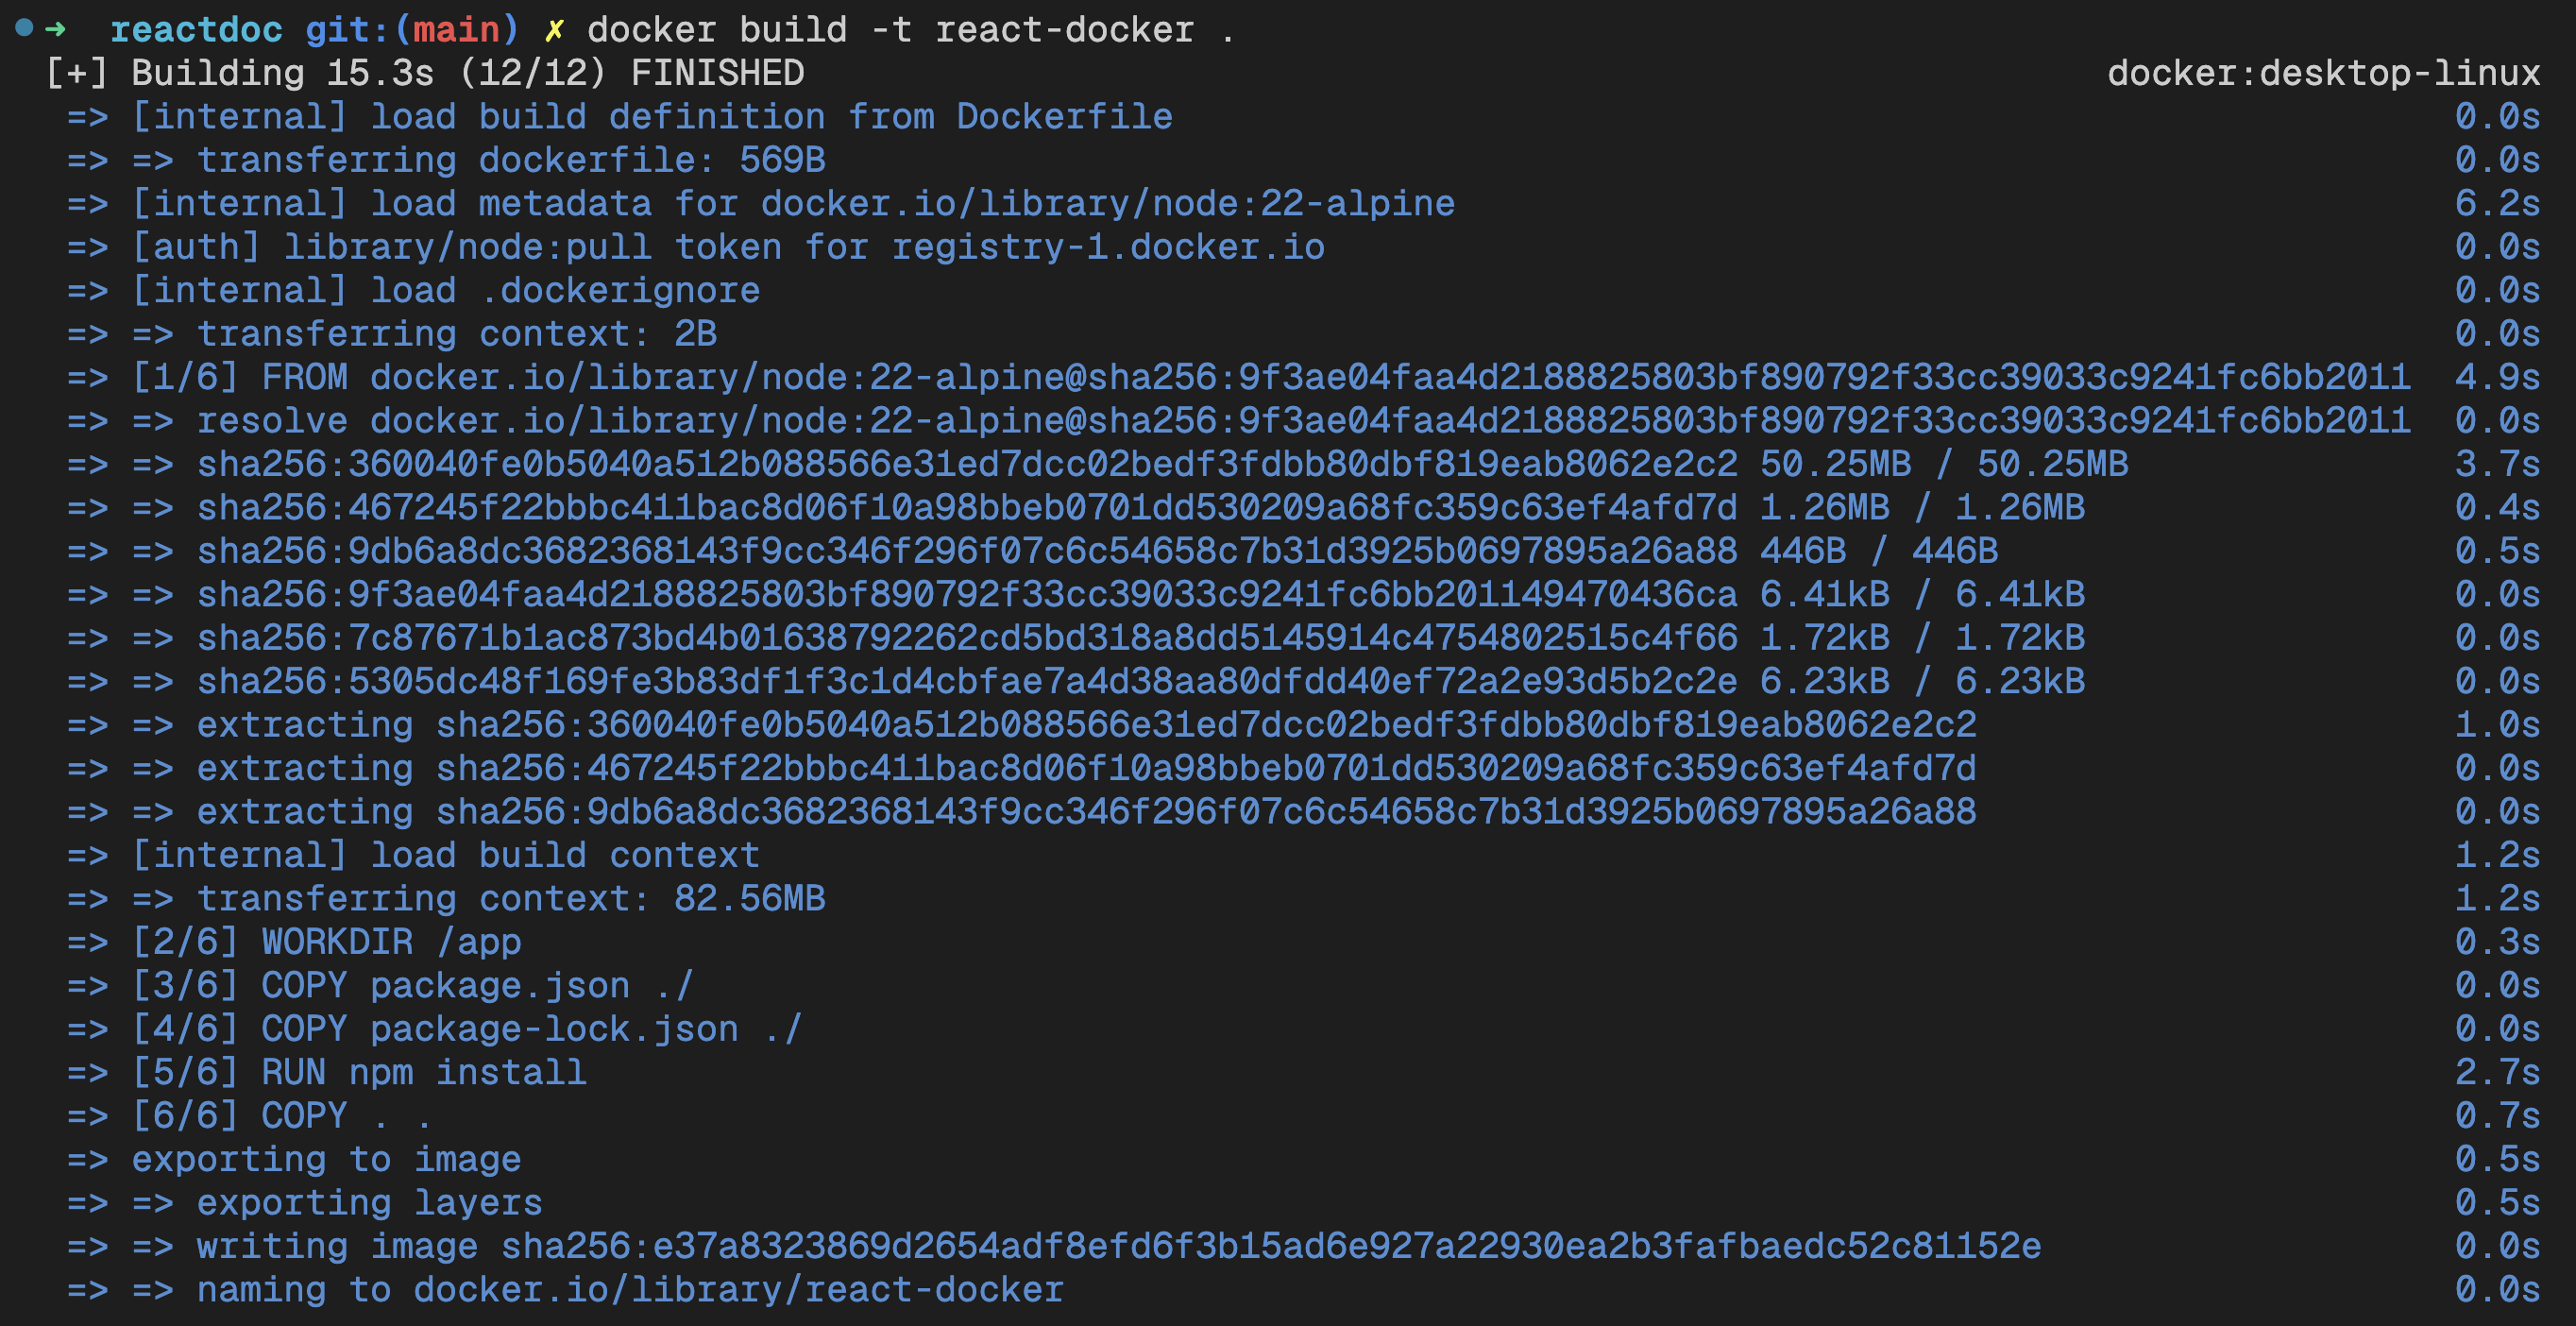 ➜ reactdoc git:(main) ✗ docker build -t react-docker .
[+] Building 15.3s (12/12) FINISHED docker:desktop-linux
=> [internal] load build definition from Dockerfile 0.0s
=> => transferring dockerfile: 569B 0.0s
=> [internal] load metadata for docker.io/library/node:22-alpine 6.2s
=> [auth] library/node:pull token for registry-1.docker.io 0.0s
=> [internal] load .dockerignore 0.0s
=> => transferring context: 2B 0.0s
=> [1/6] FROM docker.io/library/node:22-alpine@sha256:9f3ae04faa4d2188825803bf890792f33cc39033c9241fc6bb2011 4.9s
=> => resolve docker.io/library/node:22-alpine@sha256:9f3ae04faa4d2188825803bf890792f33cc39033c9241fc6bb2011 0.0s
=> => sha256:360040fe0b5040a512b088566e31ed7dcc02bedf3fdbb80dbf819eab8062e2c2 50.25MB / 50.25MB 3.7s
=> => sha256:467245f22bbbc411bac8d06f10a98bbeb0701dd530209a68fc359c63ef4afd7d 1.26MB / 1.26MB 0.4s
=> => sha256:9db6a8dc3682368143f9cc346f296f07c6c54658c7b31d3925b0697895a26a88 446B / 446B 0.5s
=> => sha256:9f3ae04faa4d2188825803bf890792f33cc39033c9241fc6bb201149470436ca 6.41kB / 6.41kB 0.0s
=> => sha256:7c87671b1ac873bd4b01638792262cd5bd318a8dd5145914c4754802515c4f66 1.72kB / 1.72kB 0.0s
=> => sha256:5305dc48f169fe3b83df1f3c1d4cbfae7a4d38aa80dfdd40ef72a2e93d5b2c2e 6.23kB / 6.23kB 0.0s
=> => extracting sha256:360040fe0b5040a512b088566e31ed7dcc02bedf3fdbb80dbf819eab8062e2c2 1.0s
=> => extracting sha256:467245f22bbbc411bac8d06f10a98bbeb0701dd530209a68fc359c63ef4afd7d 0.0s
=> => extracting sha256:9db6a8dc3682368143f9cc346f296f07c6c54658c7b31d3925b0697895a26a88 0.0s
=> [internal] load build context 1.2s
=> => transferring context: 82.56MB 1.2s
=> [2/6] WORKDIR /app 0.3s
=> [3/6] COPY package.json ./ 0.0s
=> [4/6] COPY package-lock.json ./ 0.0s
=> [5/6] RUN npm install 2.7s
=> [6/6] COPY . . 0.7s
=> exporting to image 0.5s
=> => exporting layers 0.5s
=> => writing image sha256:e37a8323869d2654adf8efd6f3b15ad6e927a22930ea2b3fafbaedc52c81152e 0.0s
=> => naming to docker.io/library/react-docker 0.0s